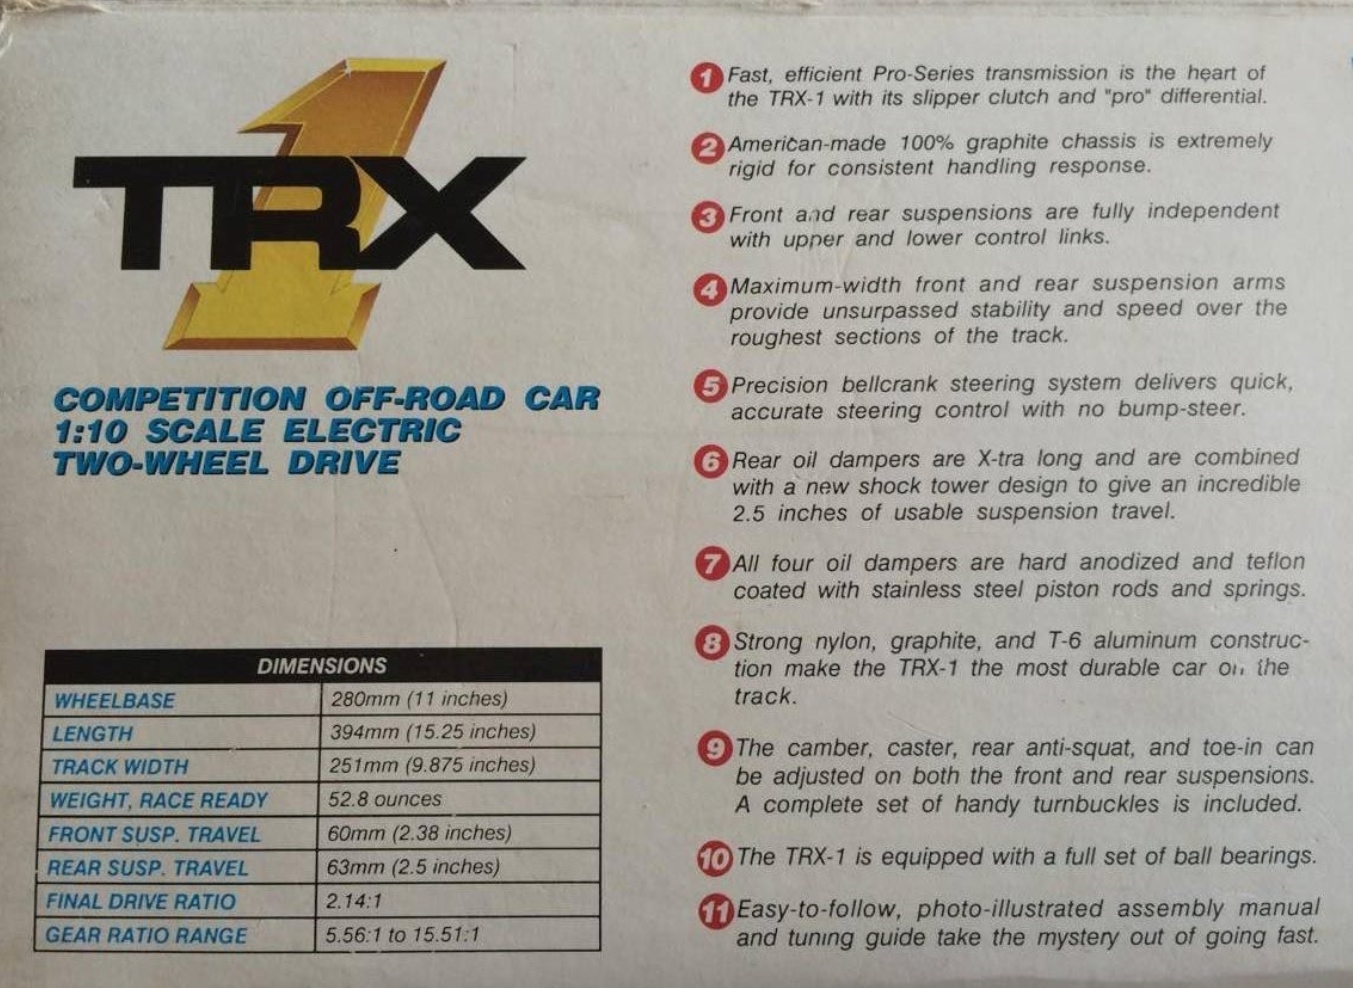 TRX 1
COMPETITION OFF-ROAD CAR
1:10 SCALE ELECTRIC
TWO-WHEEL DRIVE
DIMENSIONS
WHEELBASE 280mm (11 inches)
LENGTH 394mm (15.25 inches)
TRACK WIDTH 251mm (9.875 inches)
WEIGHT, RACE READY 52.8 ounces
FRONT SUSP. TRAVEL 60mm (2.38 inches)
REAR SUSP. TRAVEL 63mm (2.5 inches)
FINAL DRIVE RATIO 2.14:1
GEAR RATIO RANGE 5.56:1 to 15.51:1
1 Fast, efficient Pro-Series transmission is the heart of
the TRX-1 with its slipper clutch and "pro" differential.
2 American-made 100% graphite chassis is extremely
rigid for consistent handling response.
3 Front and rear suspensions are fully independent
with upper and lower control links.
4 Maximum-width front and rear suspension arms
provide unsurpassed stability and speed over the
roughest sections of the track.
5 Precision bellcrank steering system delivers quick,
accurate steering control with no bump-steer.
6 Rear oil dampers are X-tra long and are combined
with a new shock tower design to give an incredible
2.5 inches of usable suspension travel.
7 All four oil dampers are hard anodized and teflon
coated with stainless steel piston rods and springs.
8 Strong nylon, graphite, and T-6 aluminum construc-
tion make the TRX-1 the most durable car on the
track.
9 The camber, caster, rear anti-squat, and toe-in can
be adjusted on both the front and rear suspensions.
A complete set of handy turnbuckles is included.
10 The TRX-1 is equipped with a full set of ball bearings.
11 Easy-to-follow, photo-illustrated assembly manual
and tuning guide take the mystery out of going fast.